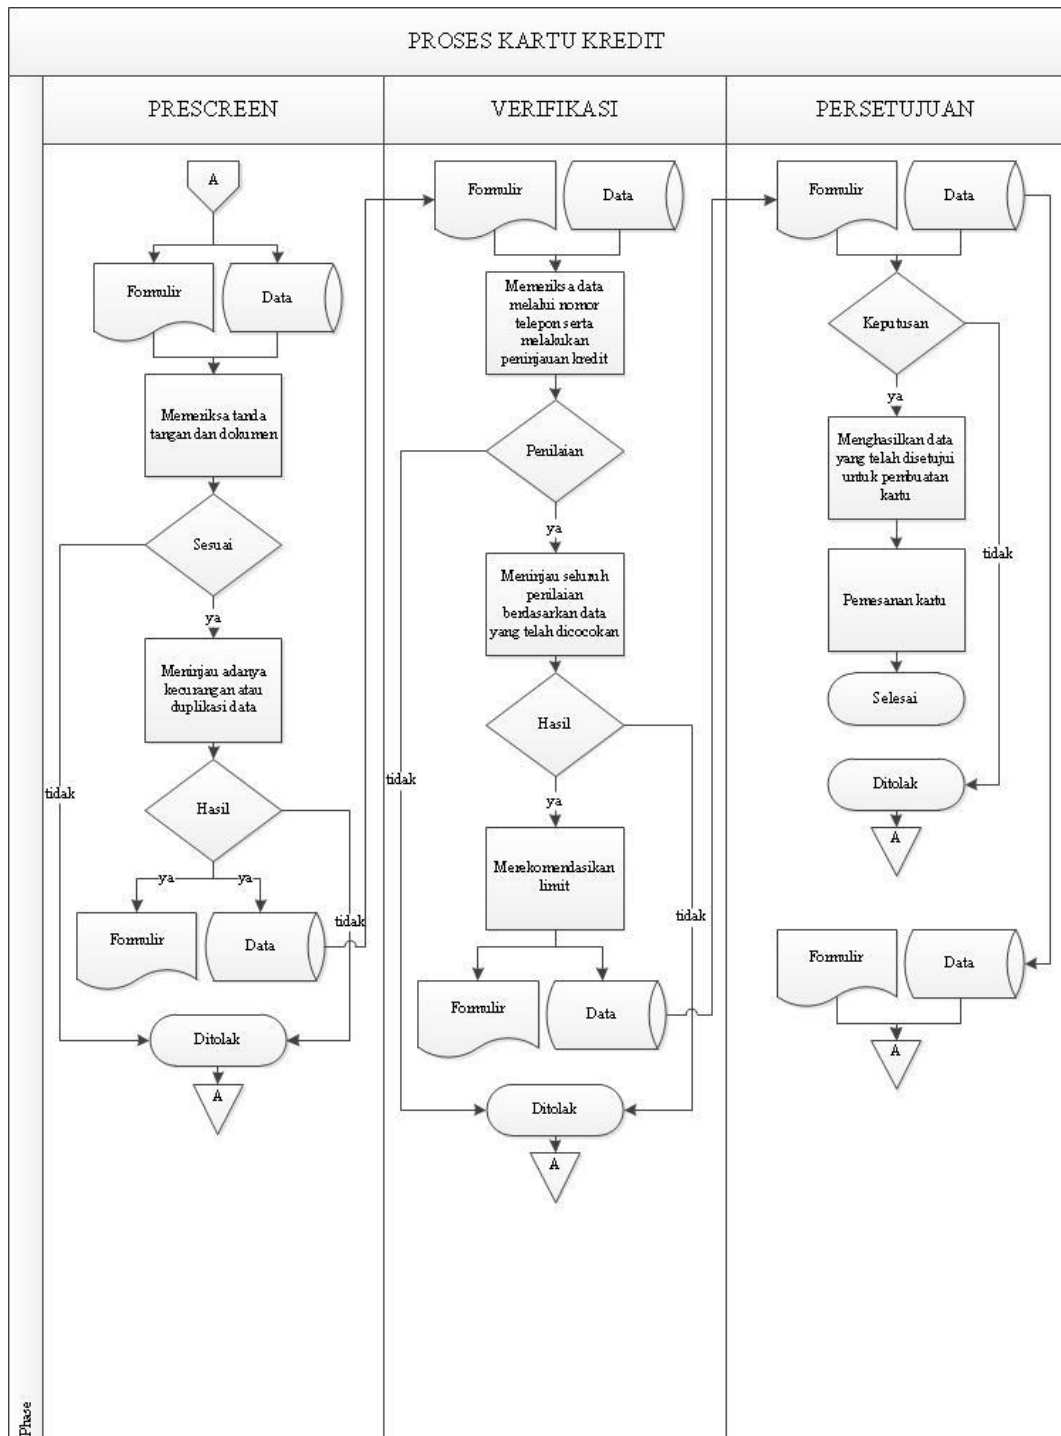 PROSES KARTU KREDIT
PRESCREEN
VERIFIKASI
PERSETUJUAN
A
Formulir
Data
Memeriksa tanda
tangan dan dokumen
Sesuai
ya
Meninjau adanya
kecurangan atau
duplikasi data
tidak
Hasil
ya
ya
tidak
Formulir
Data
Ditolak
A
Formulir
Data
Memeriksa data
melalui nomor
telepon serta
melakukan
peninjauan kredit
Penilaian
ya
Meninjau seluruh
penilaian
berdasarkan data
yang telah dicocokan
Hasil
tidak
ya
Merekomendasikan
limit
tidak
Formulir
Data
Ditolak
A
Formulir
Data
Keputusan
ya
Menghasilkan data
yang telah disetujui
untuk pembuatan
kartu
tidak
Pemesanan kartu
Selesai
Ditolak
A
Formulir
Data
A
Phase